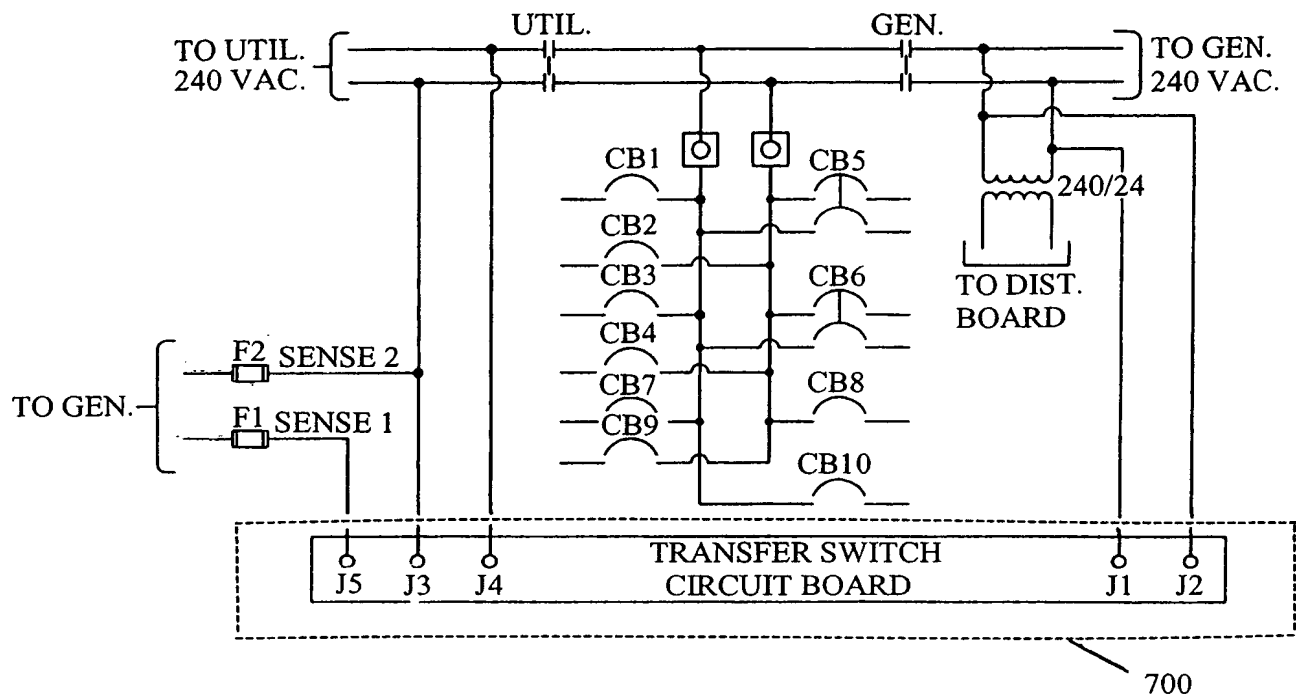 UTIL.
GEN.
TO UTIL.
240 VAC.
TO GEN.
240 VAC.
CB1
CB5
240/24
CB2
CB3
CB6
TO DIST.
BOARD
CB4
F2 SENSE 2
CB7
CB8
TO GEN.
F1 SENSE 1
CB9
CB10
TRANSFER SWITCH
CIRCUIT BOARD
J5 J3 J4 J1 J2
700